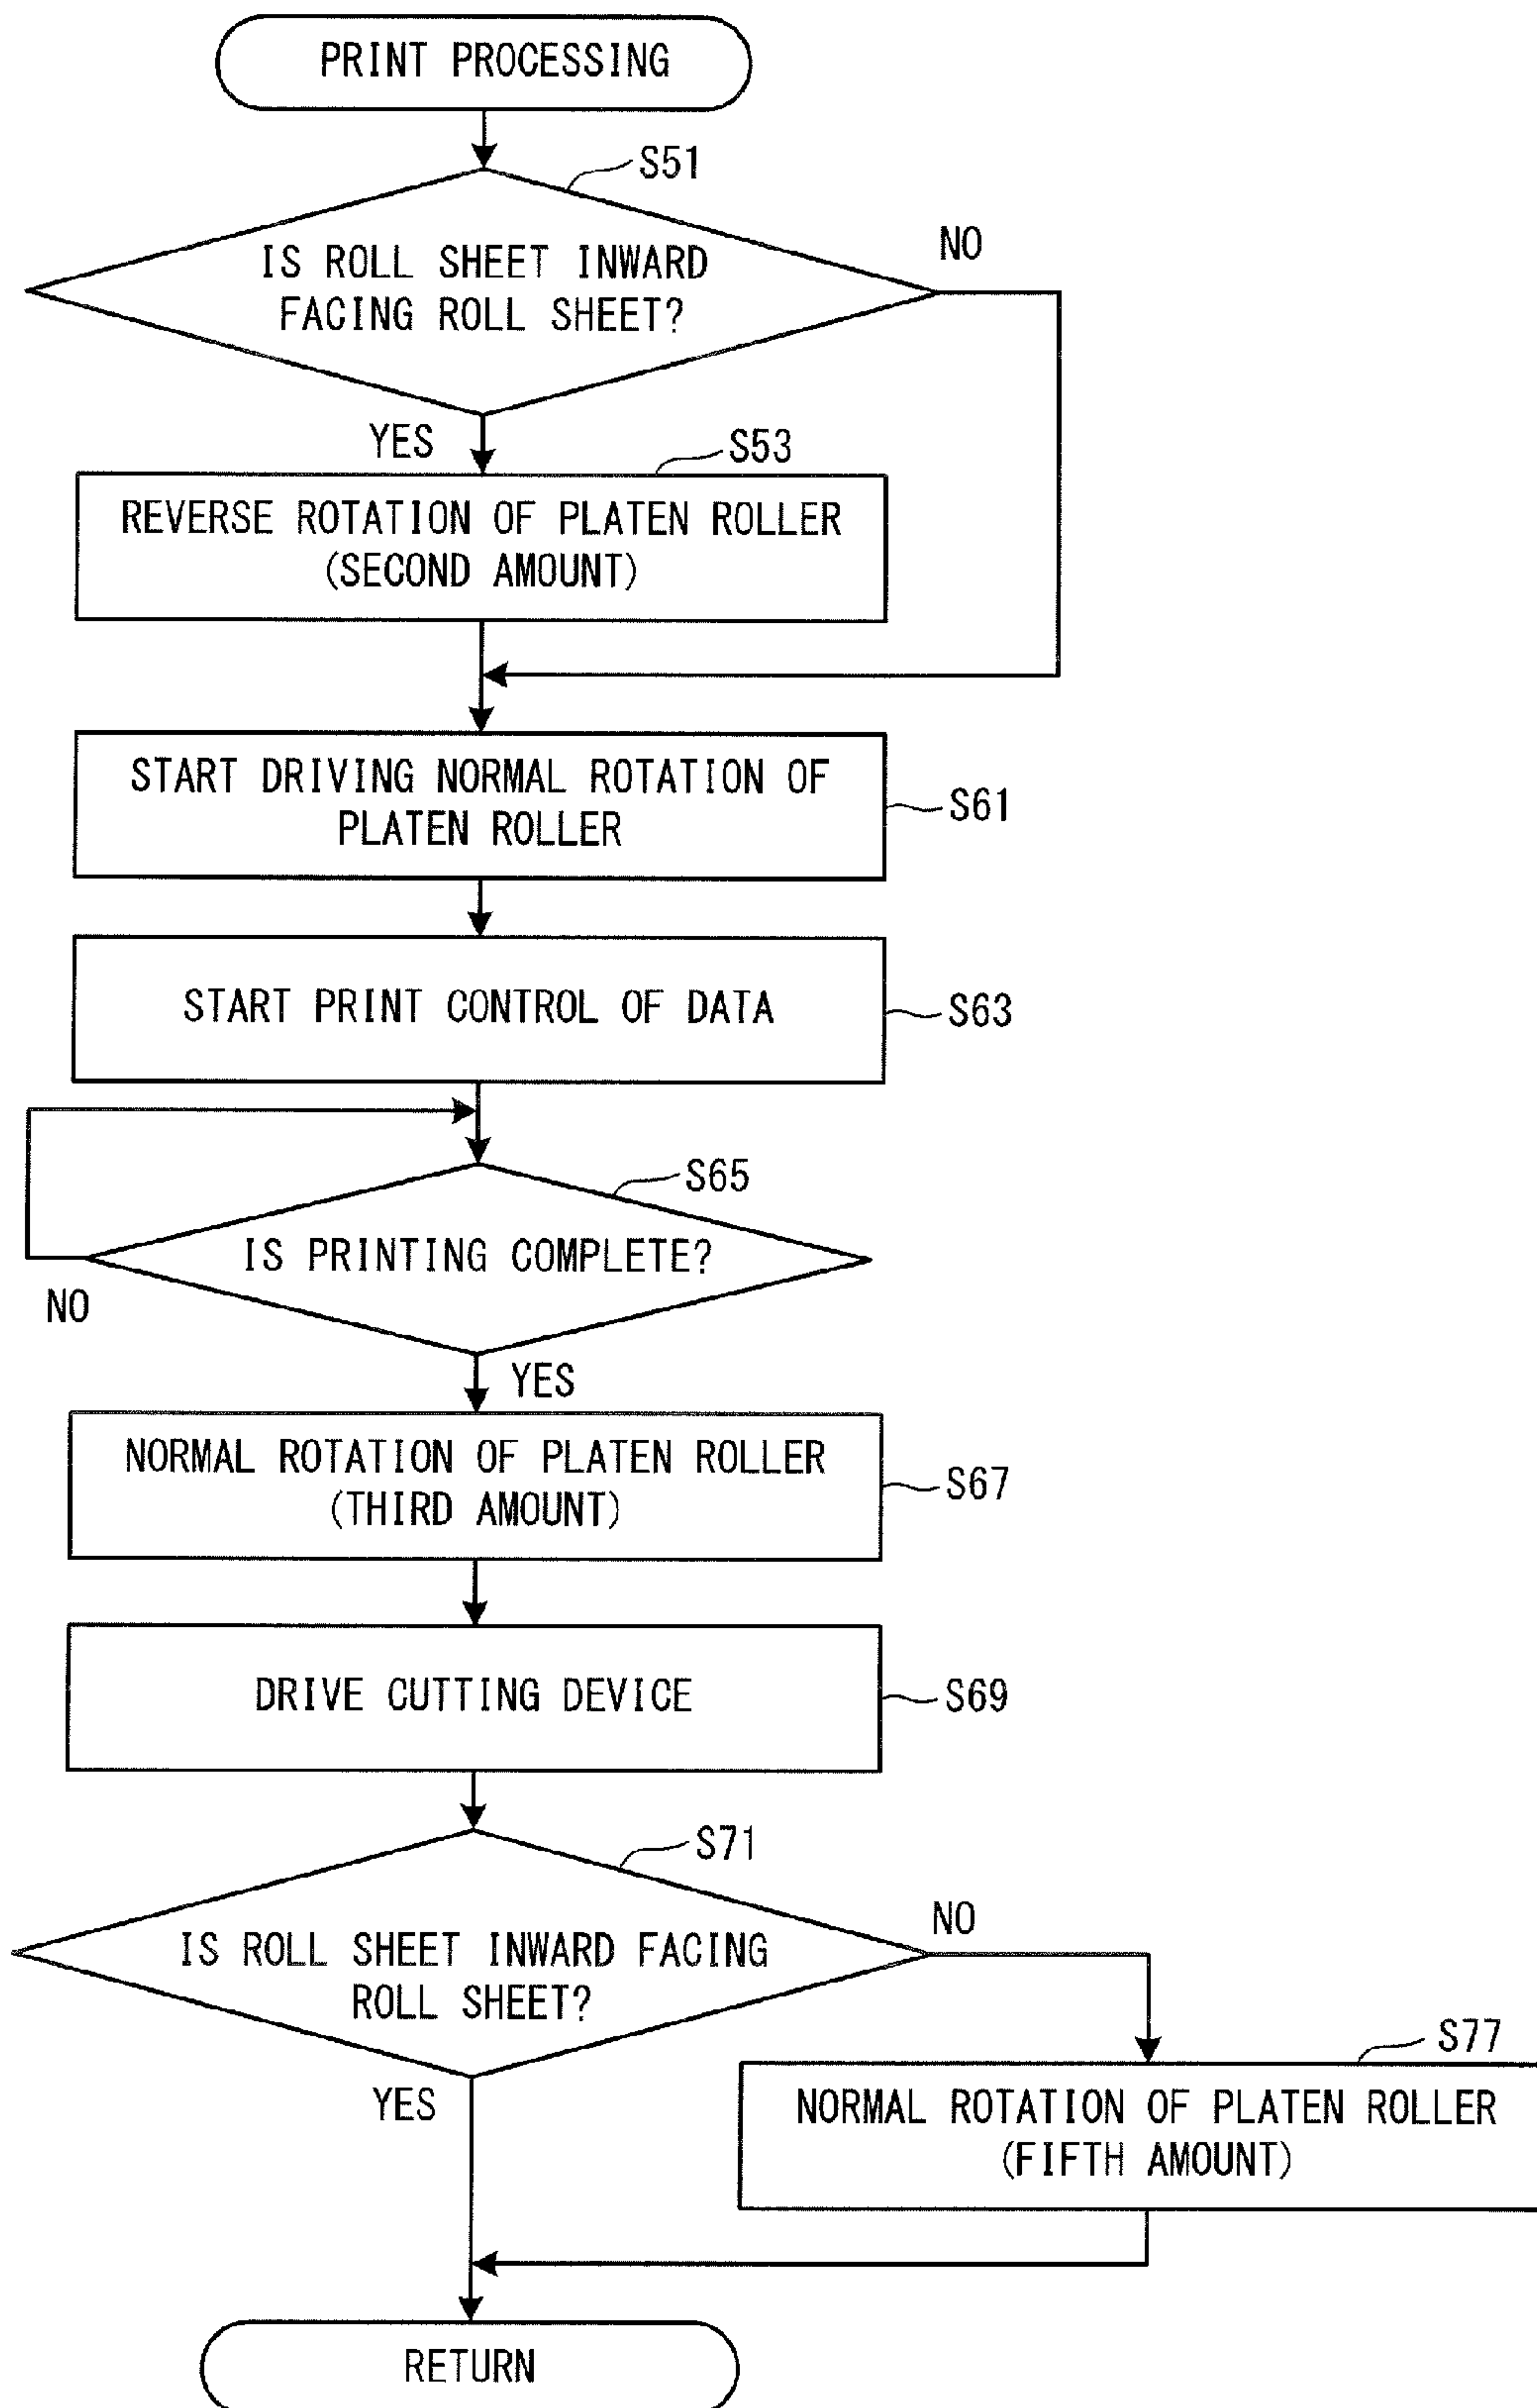 PRINT PROCESSING
S51
IS ROLL SHEET INWARD
FACING ROLL SHEET?
NO
YES
S53
REVERSE ROTATION OF PLATEN ROLLER
(SECOND AMOUNT)
START DRIVING NORMAL ROTATION OF
PLATEN ROLLER
S61
START PRINT CONTROL OF DATA
S63
S65
IS PRINTING COMPLETE?
NO
YES
NORMAL ROTATION OF PLATEN ROLLER
(THIRD AMOUNT)
S67
DRIVE CUTTING DEVICE
S69
S71
IS ROLL SHEET INWARD FACING
ROLL SHEET?
NO
YES
S77
NORMAL ROTATION OF PLATEN ROLLER
(FIFTH AMOUNT)
RETURN